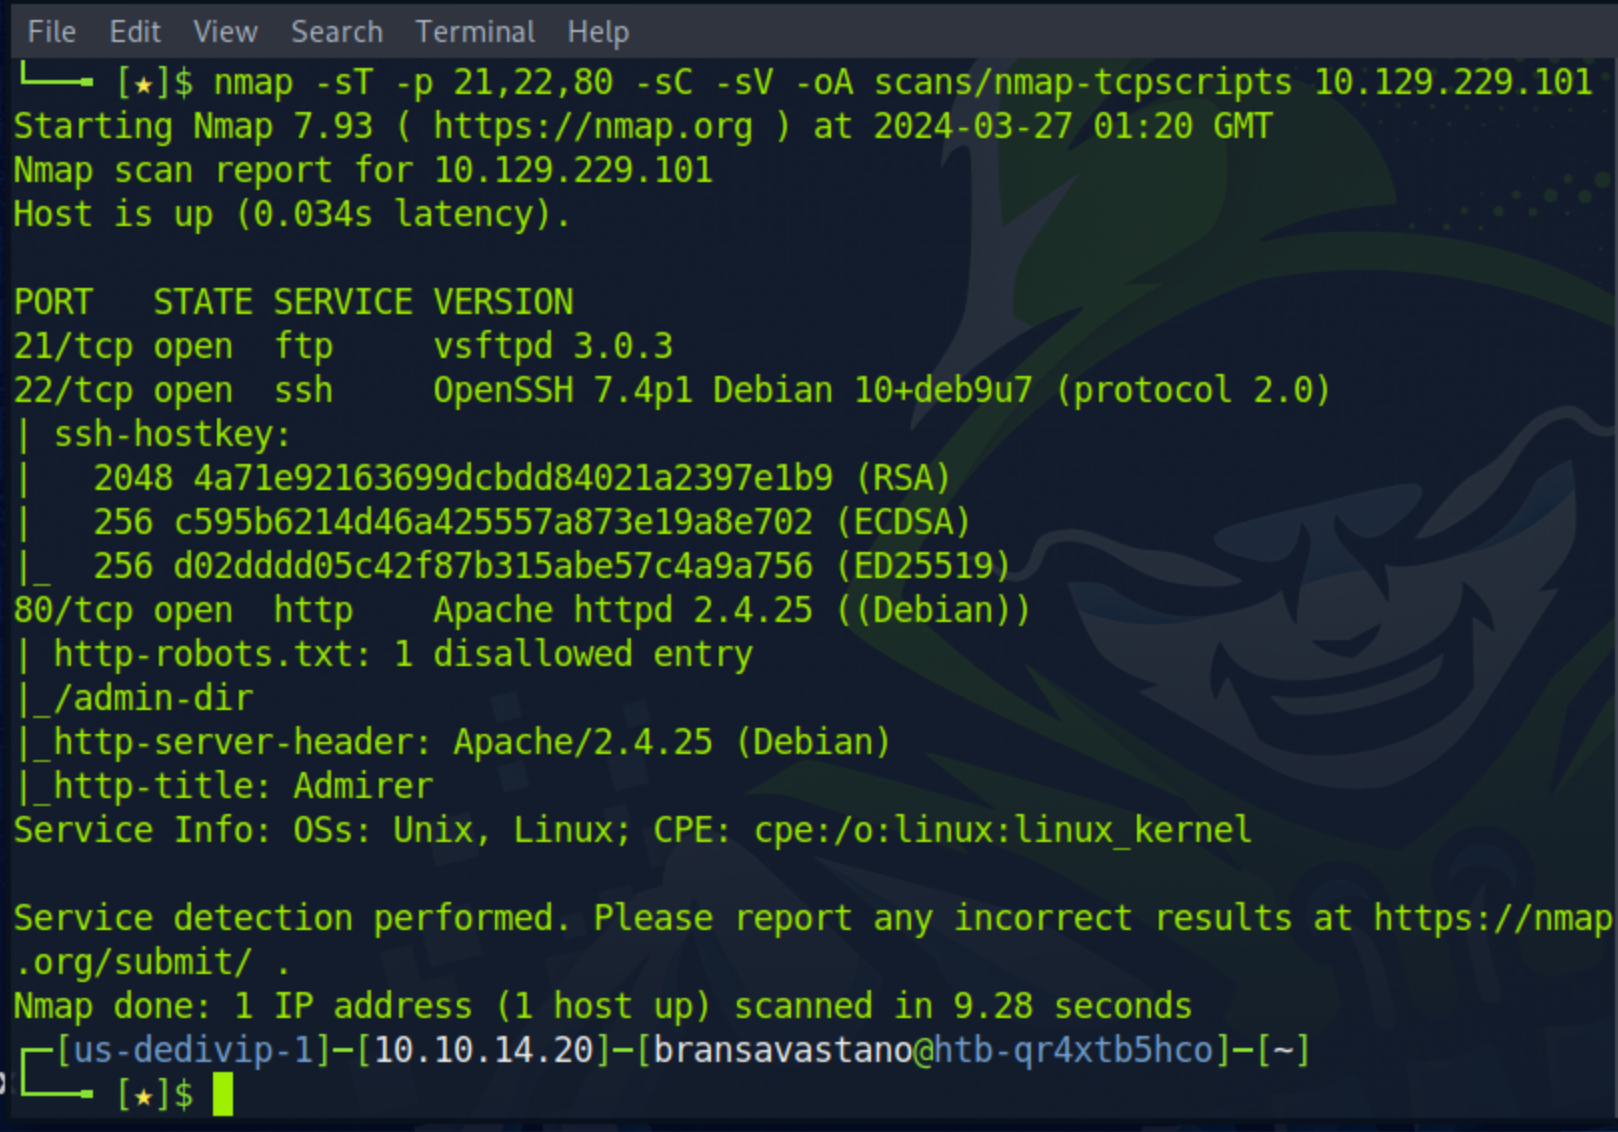 File Edit View Search Terminal Help
└──╼ [★]$ nmap -sT -p 21,22,80 -sC -sV -oA scans/nmap-tcpscripts 10.129.229.101
Starting Nmap 7.93 ( https://nmap.org ) at 2024-03-27 01:20 GMT
Nmap scan report for 10.129.229.101
Host is up (0.034s latency).

PORT   STATE SERVICE VERSION
21/tcp open  ftp     vsftpd 3.0.3
22/tcp open  ssh     OpenSSH 7.4p1 Debian 10+deb9u7 (protocol 2.0)
| ssh-hostkey:
|   2048 4a71e92163699dcbdd84021a2397e1b9 (RSA)
|   256 c595b6214d46a425557a873e19a8e702 (ECDSA)
|_  256 d02dddd05c42f87b315abe57c4a9a756 (ED25519)
80/tcp open  http    Apache httpd 2.4.25 ((Debian))
| http-robots.txt: 1 disallowed entry
|_/admin-dir
|_http-server-header: Apache/2.4.25 (Debian)
|_http-title: Admirer
Service Info: OSs: Unix, Linux; CPE: cpe:/o:linux:linux_kernel

Service detection performed. Please report any incorrect results at https://nmap
.org/submit/ .
Nmap done: 1 IP address (1 host up) scanned in 9.28 seconds
┌─[us-dedivip-1]─[10.10.14.20]─[bransavastano@htb-qr4xtb5hco]─[~]
└──╼ [★]$